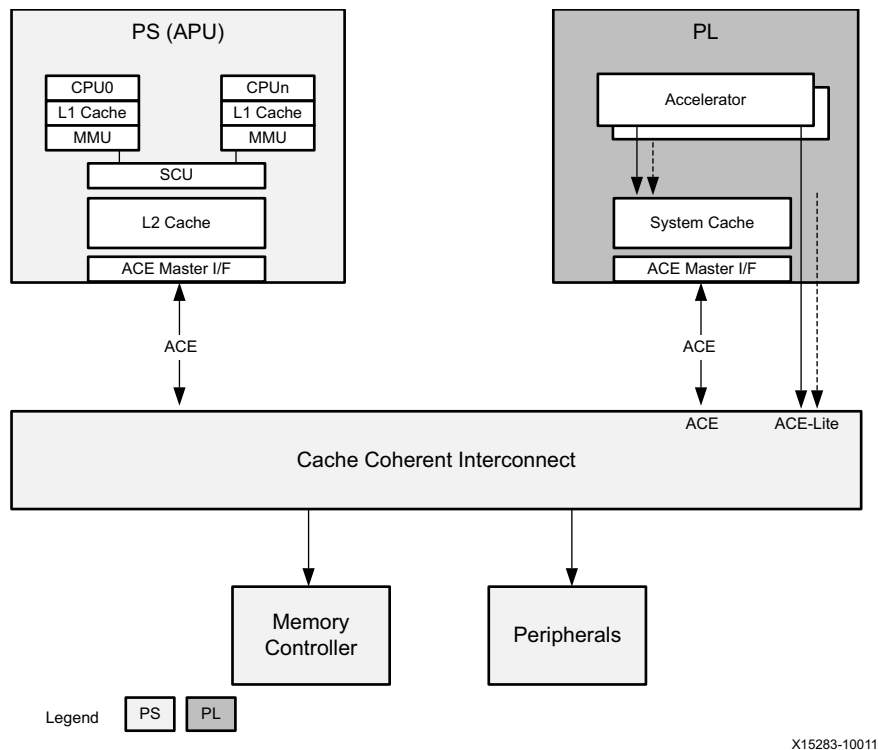 PS (APU)
PL
CPU0
CPUn
L1 Cache
L1 Cache
MMU
MMU
Accelerator
SCU
L2 Cache
System Cache
ACE Master I/F
ACE Master I/F
ACE
ACE
ACE
ACE-Lite
Cache Coherent Interconnect
Memory
Controller
Peripherals
Legend
PS
PL
X15283-10011